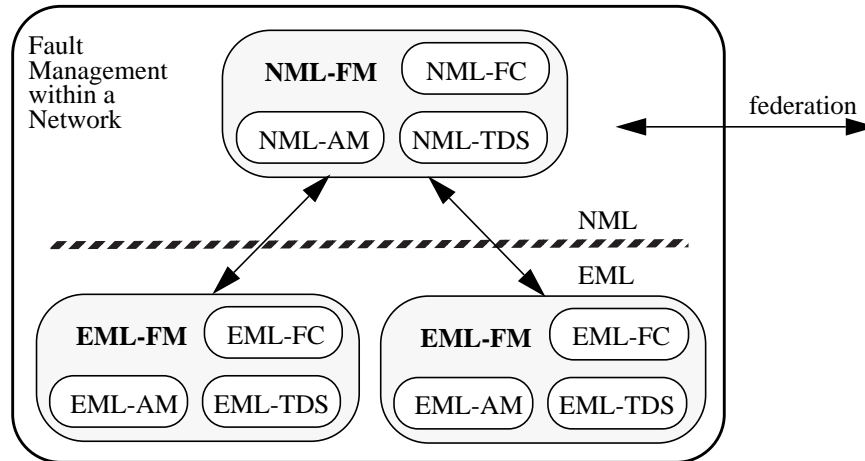 Fault
Management
within a
Network
NML-FM
NML-FC
NML-AM
NML-TDS
federation
NML
EML
EML-FM
EML-FC
EML-AM
EML-TDS
EML-FM
EML-FC
EML-AM
EML-TDS